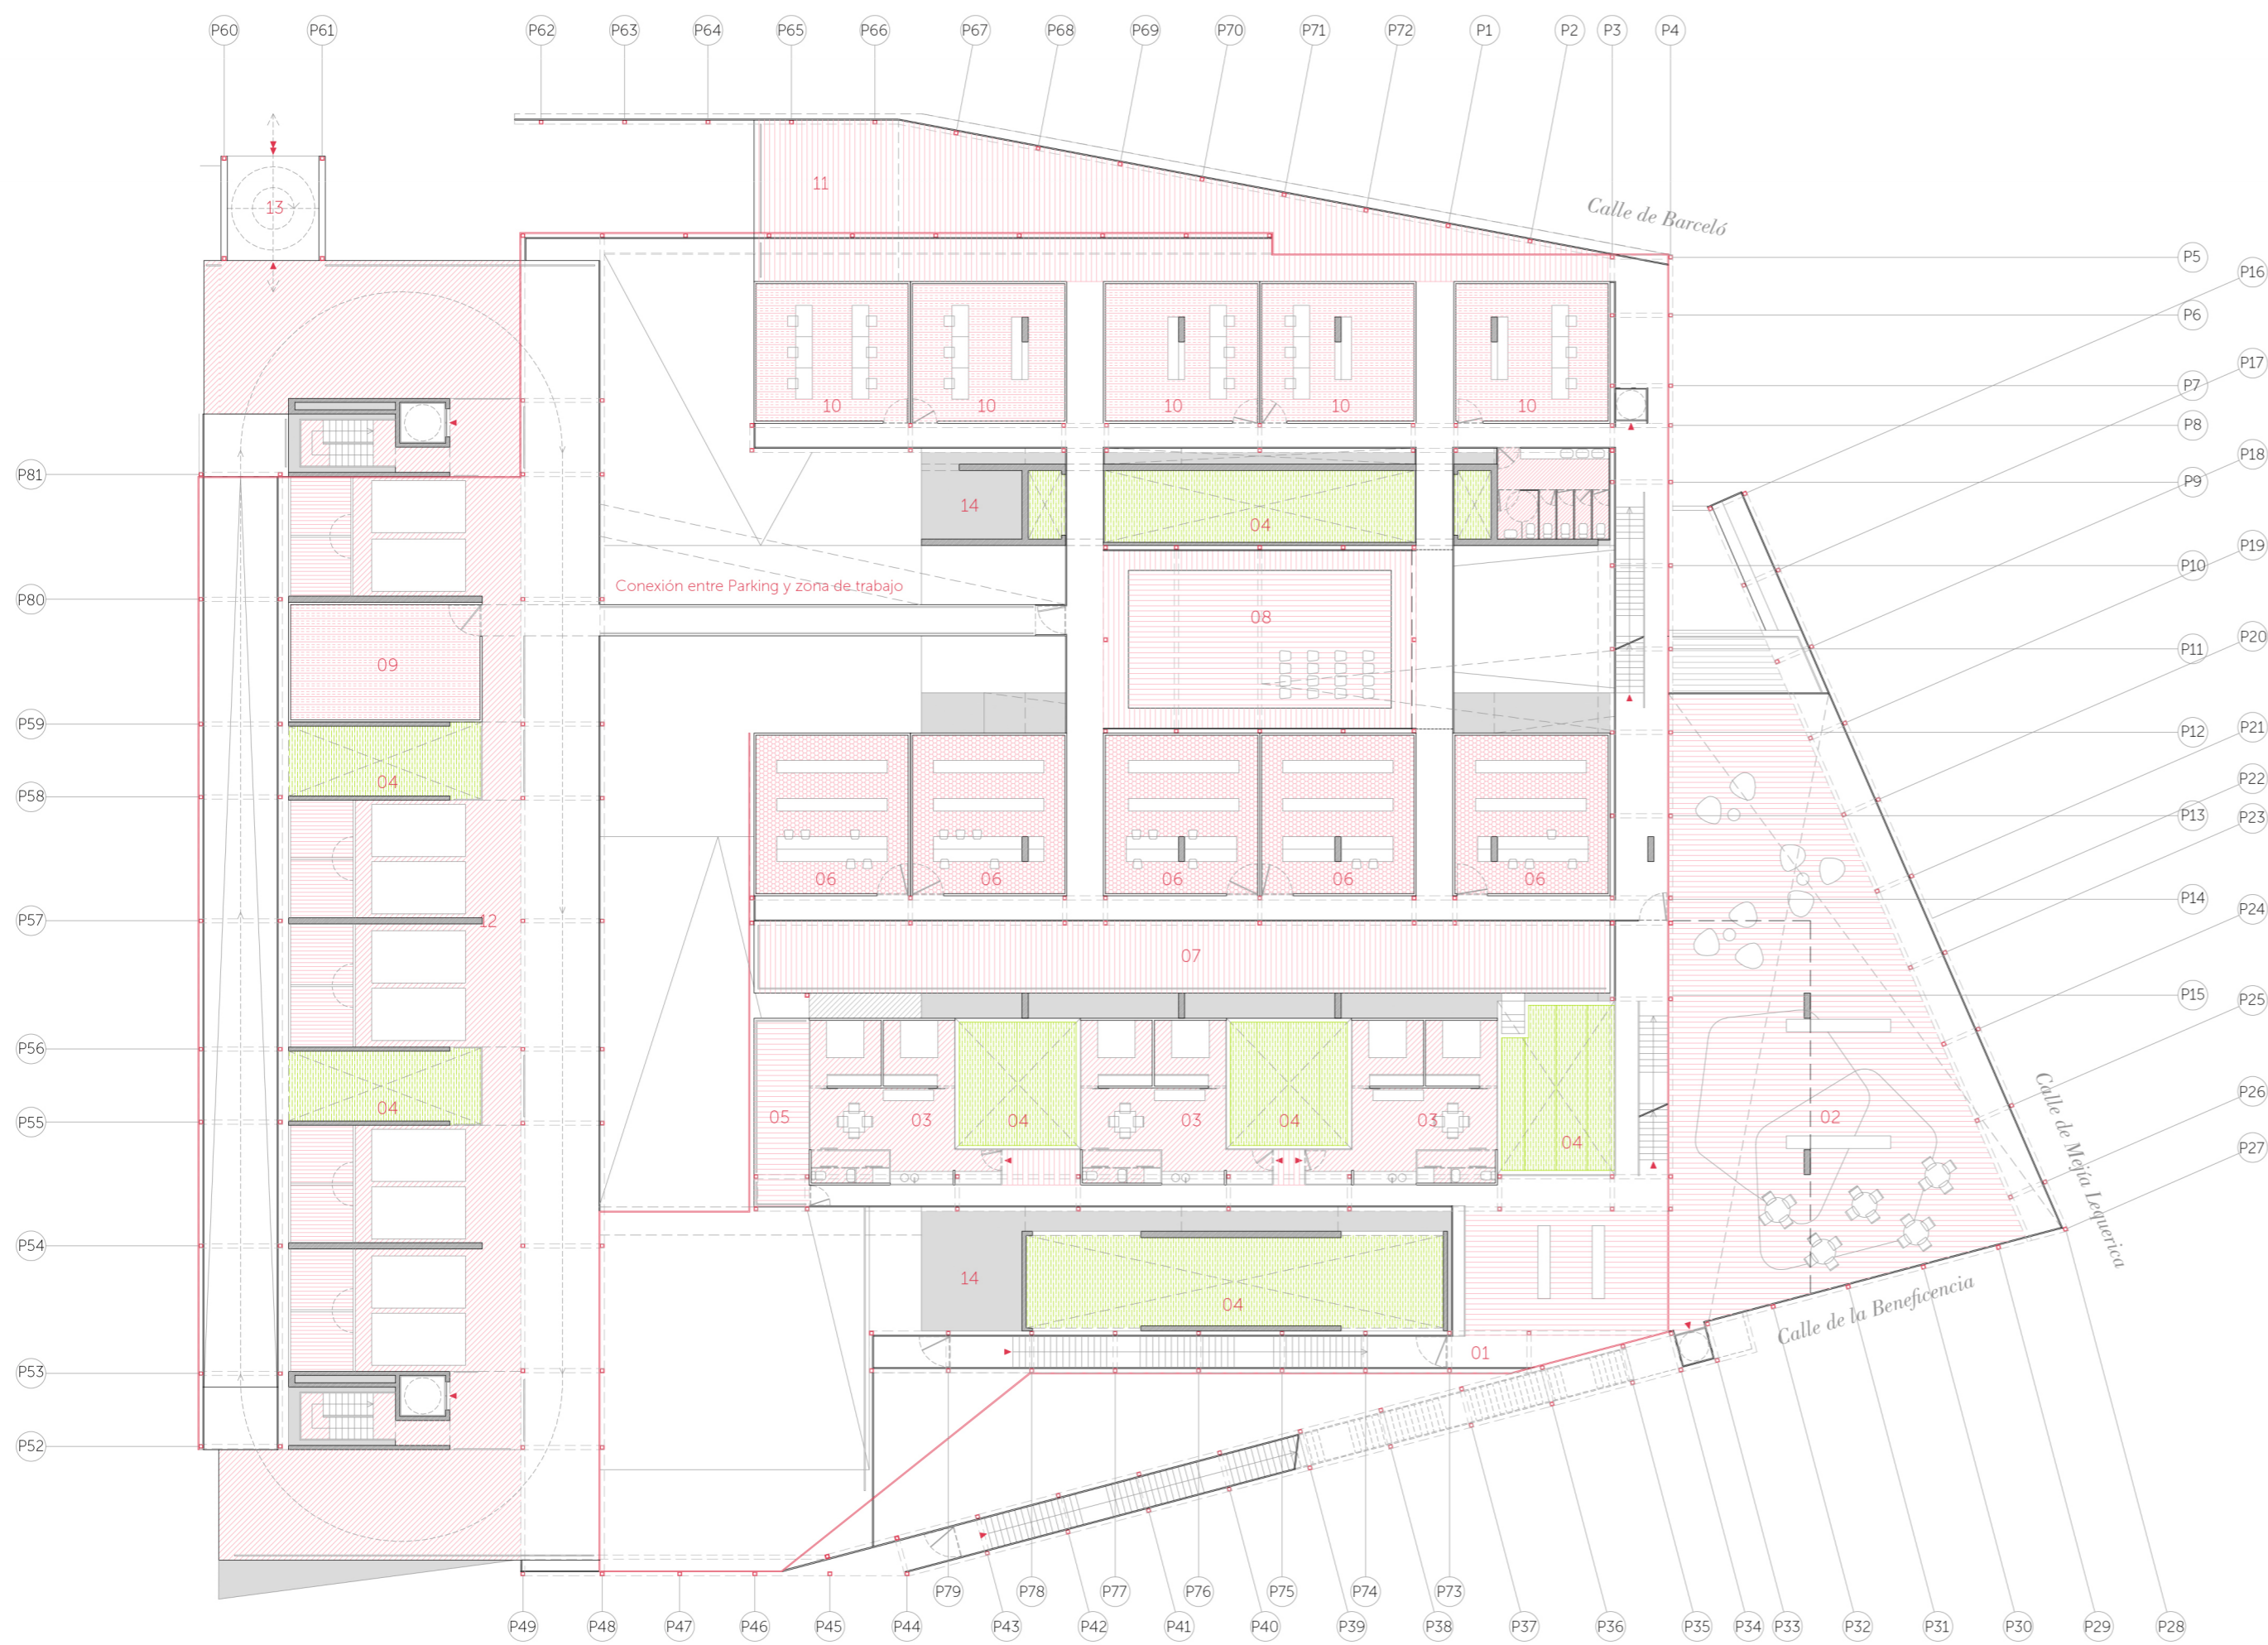 P60 P61 P62 P63 P64 P65 P66 P67 P68 P69 P70 P71 P72 P1 P2 P3 P4
11
13
Calle de Barceló
P5
P16
P6
P17
P7
10 10 10 10 10
P8
P18
P81
P9
14
04
P19
P10
Conexión entre Parking y zona de trabajo
P80
08
P20
P11
09
P59
P21
P12
04
P58
P22
P13
P23
06 06 06 06 06
P14
P24
P57
12
07
P15
P25
P56
04
P26
05
03
04
03
04
03
04
02
P55
P27
Calle de Mejía Lequerica
P54
14
04
Calle de la Beneficencia
01
P53
P52
P79 P78 P77 P76 P75 P74 P73
P49 P48 P47 P46 P45 P44 P43 P42 P41 P40 P39 P38 P37 P36 P35 P34 P33 P32 P31 P30 P29 P28